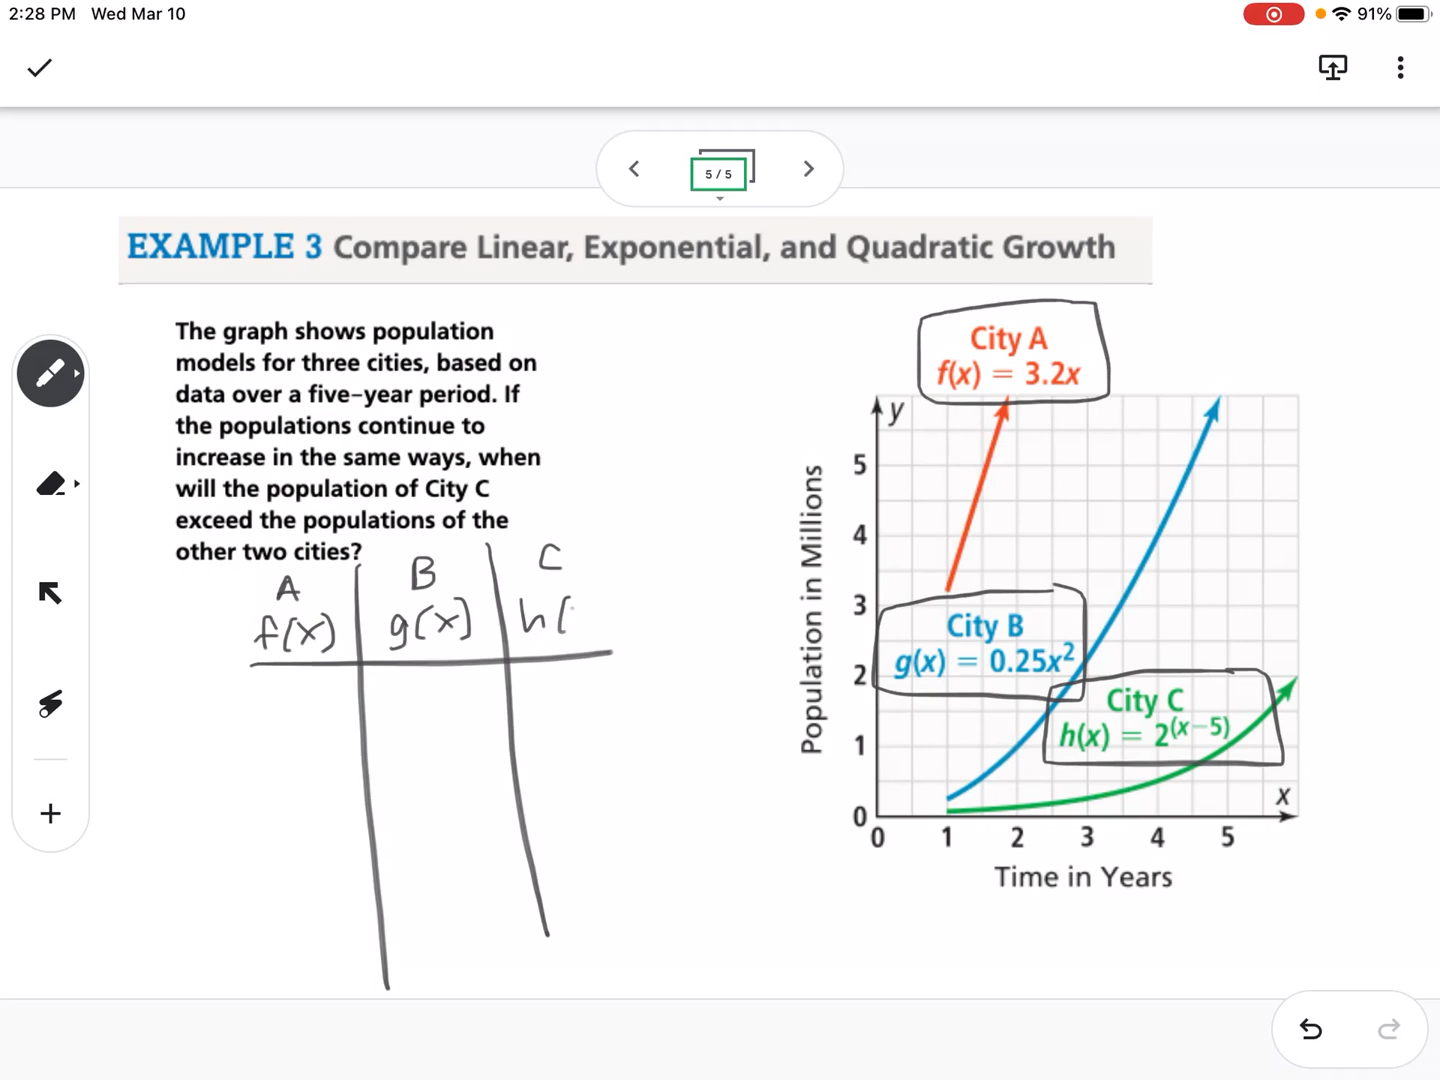 2:28 PM Wed Mar 10
91%
5 / 5
EXAMPLE 3 Compare Linear, Exponential, and Quadratic Growth
The graph shows population
models for three cities, based on
data over a five-year period. If
the populations continue to
increase in the same ways, when
will the population of City C
exceed the populations of the
other two cities?
A B C
f(x) g(x) h(
City A
f(x) = 3.2x
y
5
4
3
2
1
0
Population in Millions
City B
g(x) = 0.25x²
City C
h(x) = 2^(x−5)
x
0 1 2 3 4 5
Time in Years